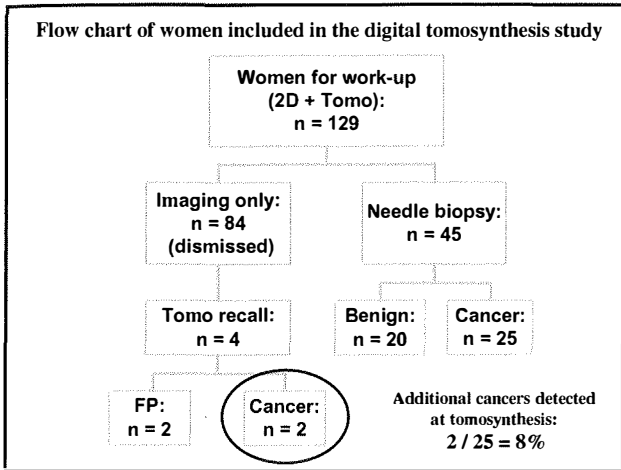 Flow chart of women included in the digital tomosynthesis study
Women for work-up
(2D + Tomo):
n = 129
Imaging only:
n = 84
(dismissed)
Needle biopsy:
n = 45
Tomo recall:
n = 4
Benign:
n = 20
Cancer:
n = 25
FP:
n = 2
Cancer:
n = 2
Additional cancers detected
at tomosynthesis:
2 / 25 = 8%